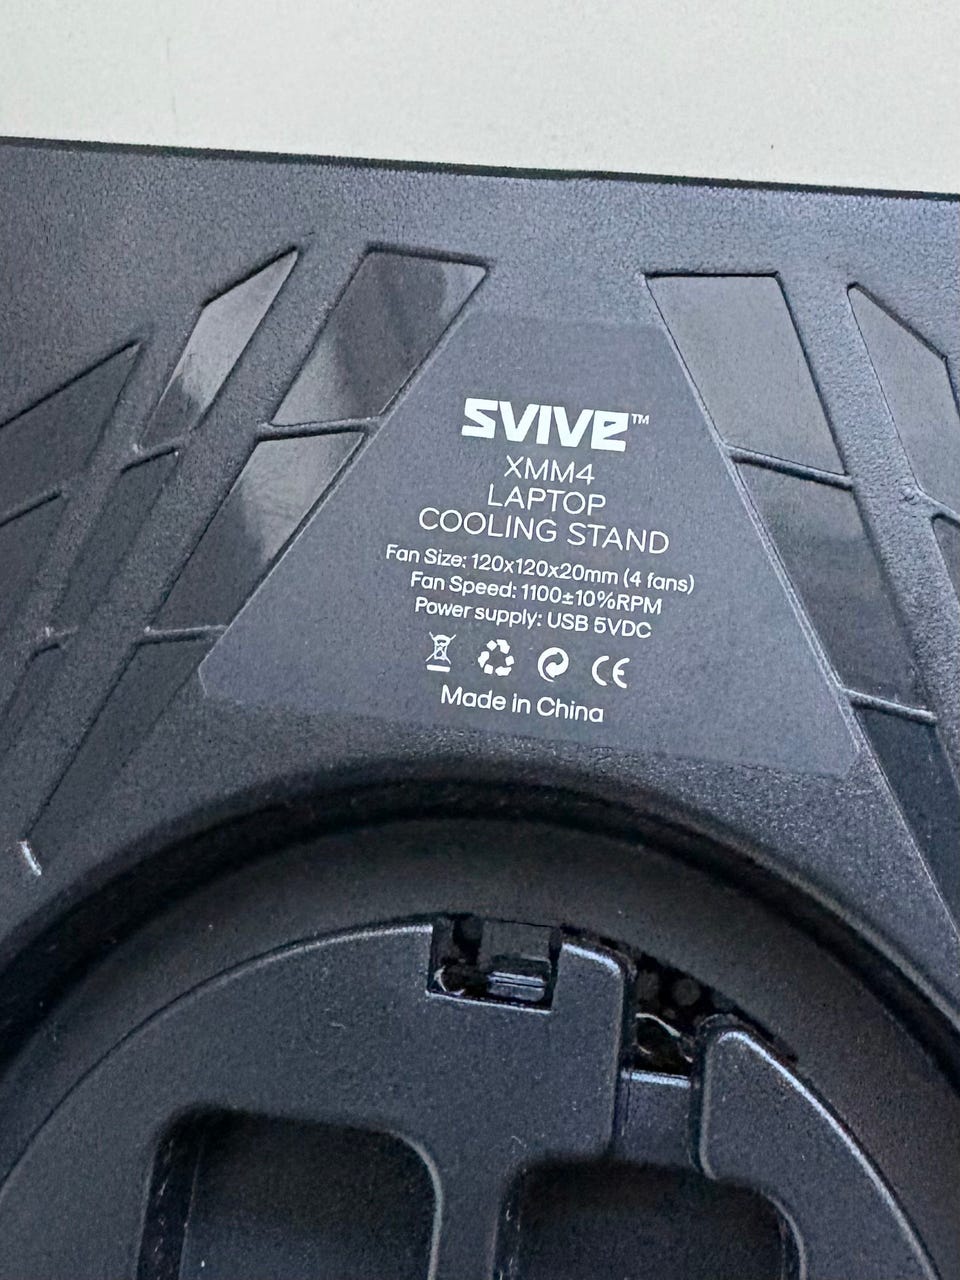 SVIVE™
XMM4
LAPTOP
COOLING STAND
Fan Size: 120x120x20mm (4 fans)
Fan Speed: 1100±10%RPM
Power supply: USB 5VDC
CE
Made in China